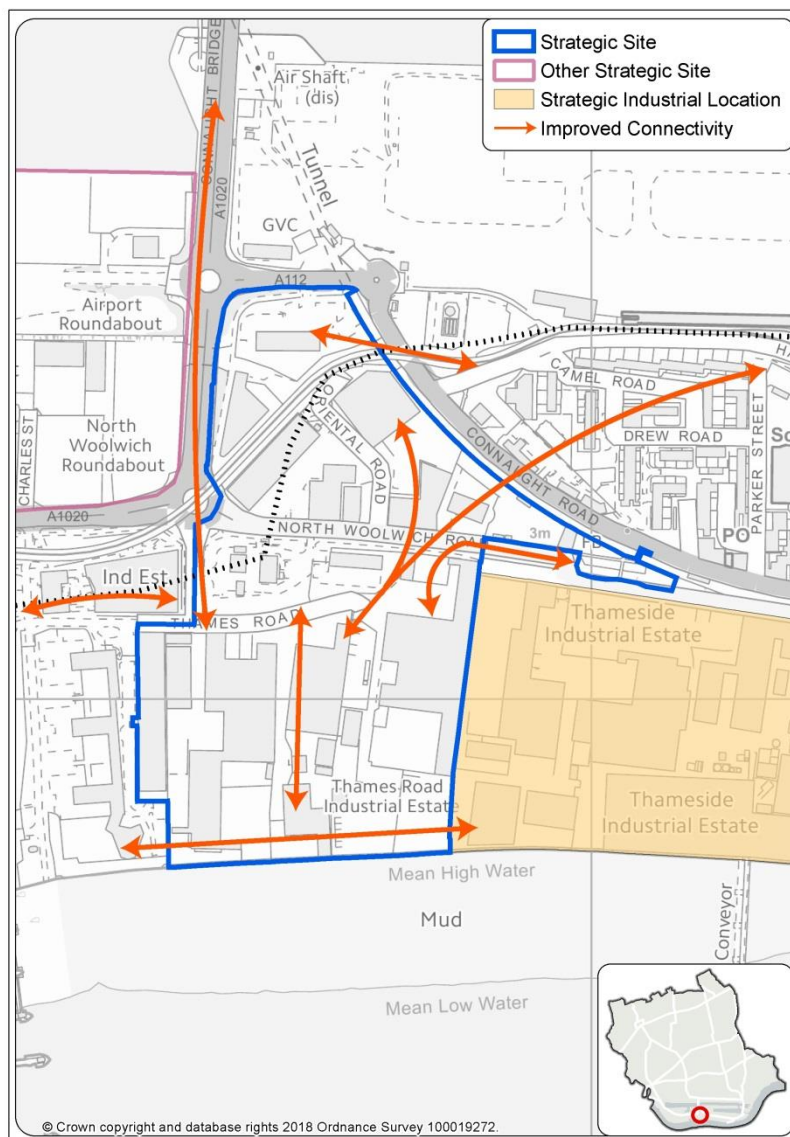 Strategic Site
Other Strategic Site
Strategic Industrial Location
Improved Connectivity
CONNAUGHT BRIDGE
Air Shaft
(dis)
Tunnel
A1020
GVC
A112
Airport
Roundabout
CAMEL ROAD
HA
ORIENTAL ROAD
DREW ROAD
PARKER STREET
Sc
CHARLES ST
North
Woolwich
Roundabout
CONNAUGHT ROAD
A1020
NORTH WOOLWICH ROAD
3m
FB
PO
Ind Est
THAMES ROAD
Thameside
Industrial Estate
Thames Road
Industrial Estate
Thameside
Industrial Estate
Mean High Water
Mud
Conveyor
Mean Low Water
© Crown copyright and database rights 2018 Ordnance Survey 100019272.